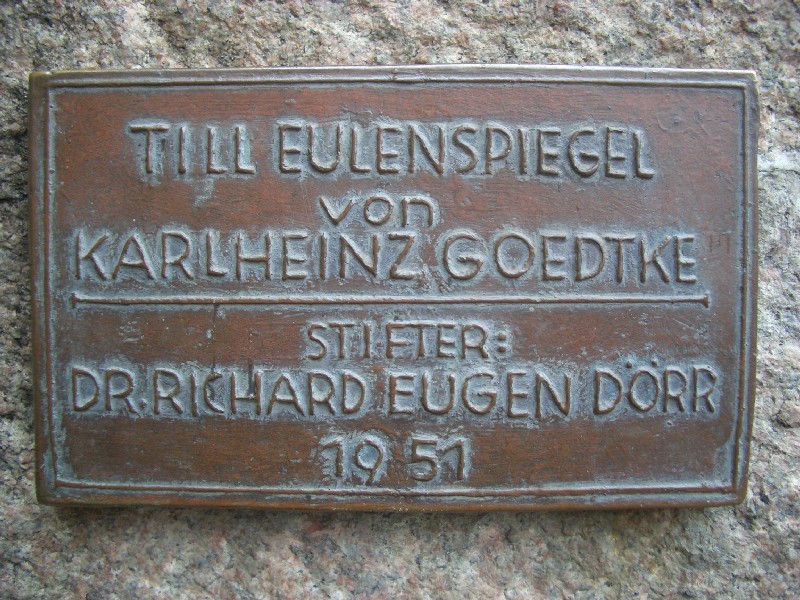 TILL EULENSPIEGEL
von
KARLHEINZ GOEDTKE
STIFTER:
DR. RICHARD EUGEN DÖRR
1951